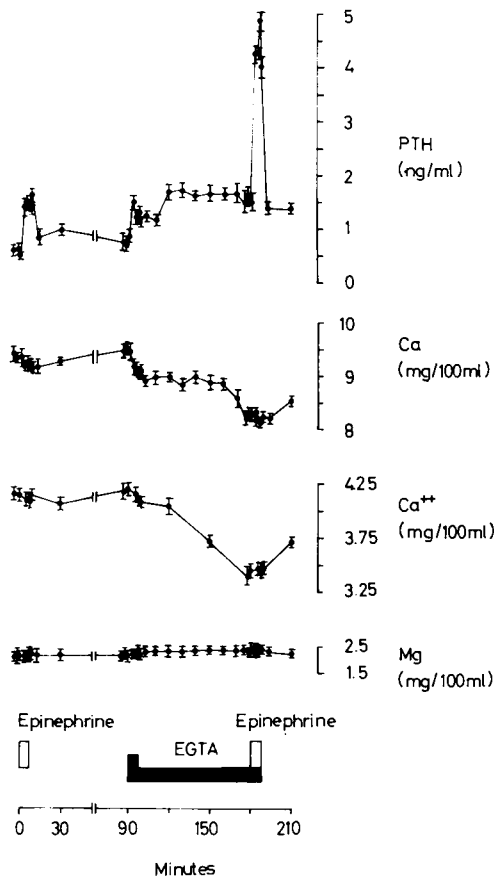 5
4
3
2
1
0
PTH
(ng/ml)
10
9
8
Ca
(mg/100ml)
4.25
3.75
3.25
Ca++
(mg/100ml)
2.5
1.5
Mg
(mg/100ml)
Epinephrine
Epinephrine
EGTA
0 30 90 150 210
Minutes